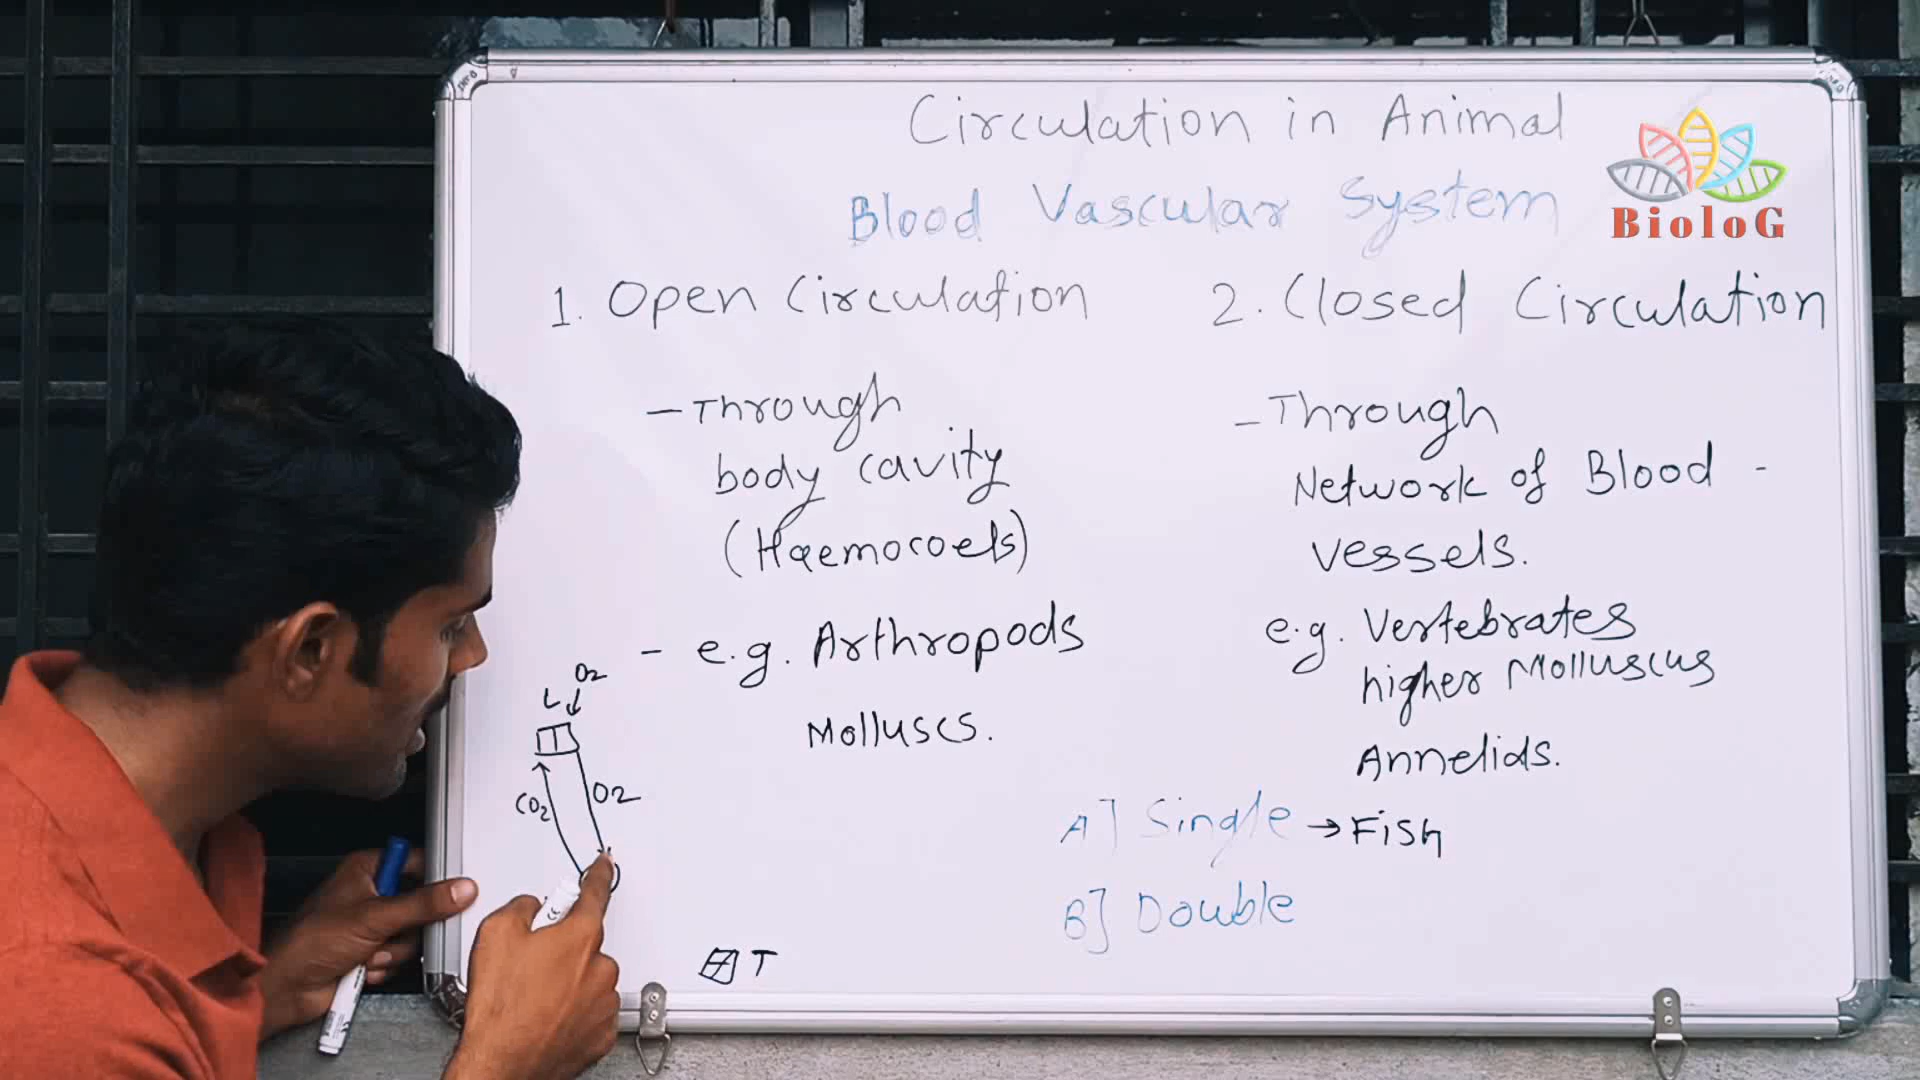 Circulation in Animal
Blood Vascular System
BioloG
1. Open Circulation
- Through
body cavity
(Haemocoels)
- e.g. Arthropods
Molluscs.
2. Closed Circulation
- Through
Network of Blood -
vessels.
e.g. Vertebrates
higher Molluscus
Annelids.
A] Single → Fish
B] Double
O2
L
CO2
O2
T